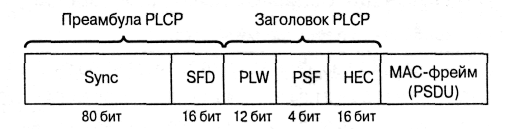 Преамбула PLCP Заголовок PLCP
Sync SFD PLW PSF HEC MAC-фрейм (PSDU)
80 бит 16 бит 12 бит 4 бит 16 бит